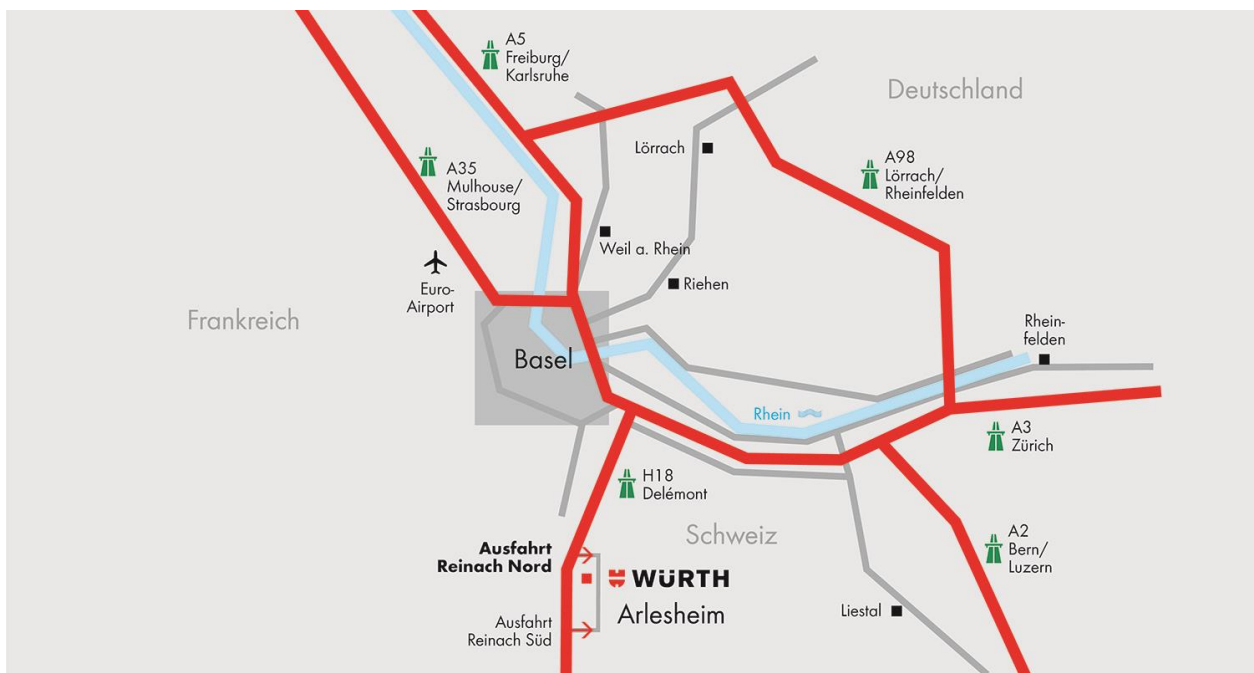 A5
Freiburg/
Karlsruhe
Deutschland
Lörrach
A98
Lörrach/
Rheinfelden
A35
Mulhouse/
Strasbourg
Weil a. Rhein
Euro-
Airport
Riehen
Frankreich
Rhein-
felden
Basel
Rhein
A3
Zürich
H18
Delémont
Schweiz
A2
Bern/
Luzern
Ausfahrt
Reinach Nord
WÜRTH
Arlesheim
Liestal
Ausfahrt
Reinach Süd